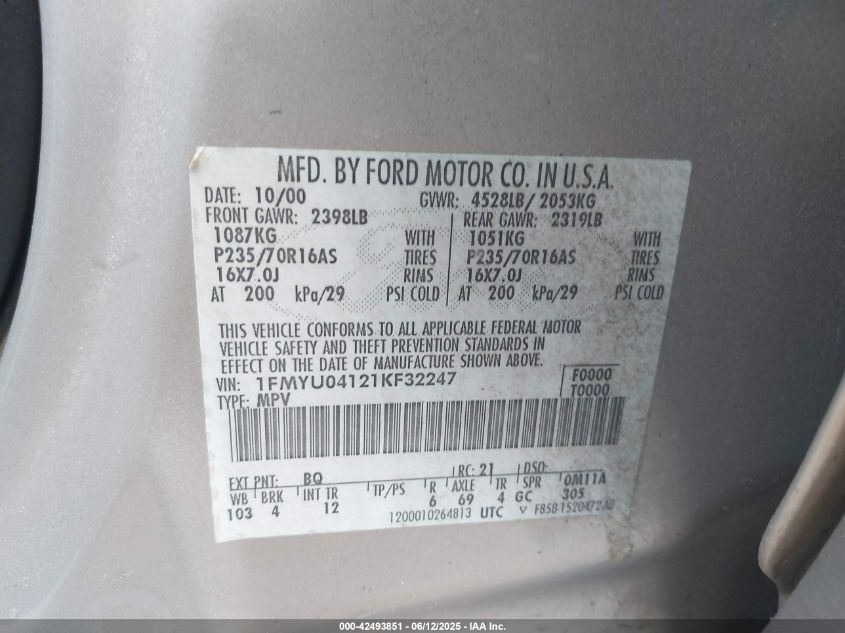 MFD. BY FORD MOTOR CO. IN U.S.A.
DATE: 10/00 GVWR: 4528LB/ 2053KG
FRONT GAWR: 2398LB REAR GAWR: 2319LB
1087KG WITH 1051KG WITH
P235/70R16AS TIRES P235/70R16AS TIRES
16X7.0J RIMS 16X7.0J RIMS
AT 200 kPa/29 PSI COLD AT 200 kPa/29 PSI COLD
THIS VEHICLE CONFORMS TO ALL APPLICABLE FEDERAL MOTOR
VEHICLE SAFETY AND THEFT PREVENTION STANDARDS IN
EFFECT ON THE DATE OF MANUFACTURE SHOWN ABOVE.
VIN: 1FMYU04121KF32247 F0000
TYPE: MPV T0000
EXT PNT: BQ RC: 21 DSO:
WB BRK INT TR TP/PS R AXLE TR SPR 0M11A
103 4 12 6 69 4 GC 305
1200010264813 UTC ▽ F85B 1520472 AB
000-42493851 - 06/12/2025 - IAA Inc.